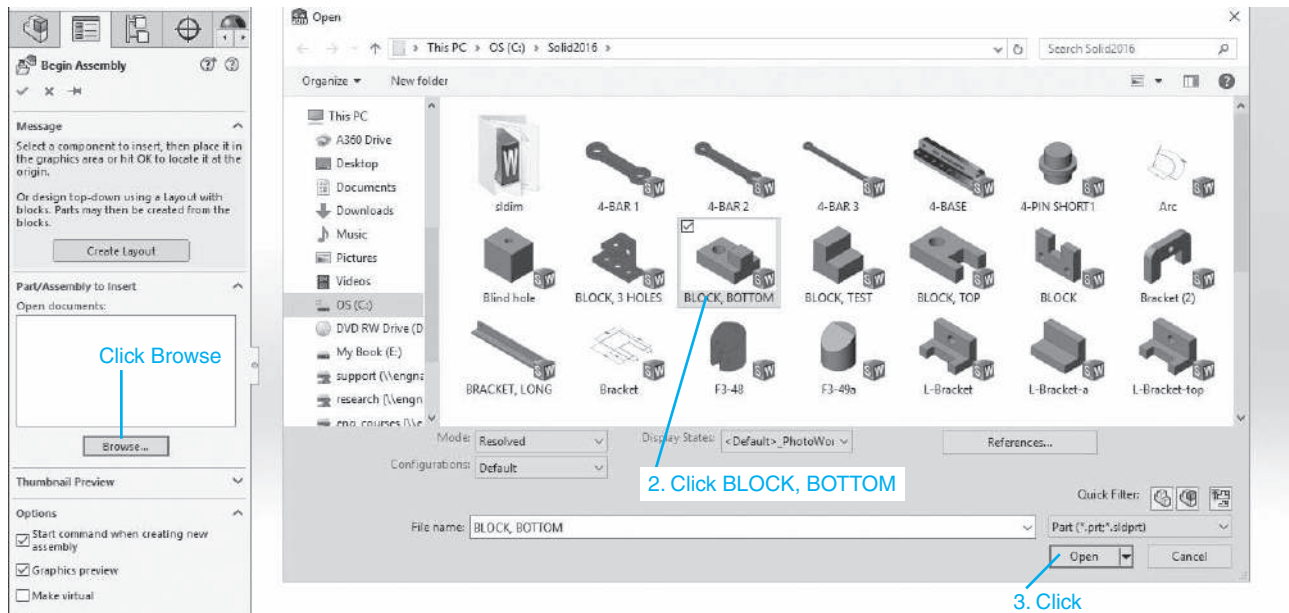 Begin Assembly
Message
Select a component to insert, then place it in
the graphics area or hit OK to locate it at the
origin.
Or design top-down using a Layout with
blocks. Parts may then be created from the
blocks.
Create Layout
Part/Assembly to Insert
Open documents:
Click Browse
Browse...
Thumbnail Preview
Options
Start command when creating new
assembly
Graphics preview
Make virtual
Open
This PC > OS (C:) > Solid2016 >
Search Solid2016
Organize
New folder
This PC
A360 Drive
Desktop
Documents
Downloads
Music
Pictures
Videos
OS (C:)
DVD RW Drive (D
My Book (E:)
support (\\engna
research (\\engn
eng_courses (\\e
sldim
4-BAR 1
4-BAR 2
4-BAR 3
4-BASE
4-PIN SHORT1
Arc
Blind hole
BLOCK, 3 HOLES
BLOCK, BOTTOM
BLOCK, TEST
BLOCK, TOP
BLOCK
Bracket (2)
BRACKET, LONG
Bracket
F3-48
F3-49a
L-Bracket
L-Bracket-a
L-Bracket-top
Mode: Resolved
Display States: <Default>_PhotoWor
References...
Configurations: Default
2. Click BLOCK, BOTTOM
Quick Filter:
File name: BLOCK, BOTTOM
Part (*.prt;*.sldprt)
Open
Cancel
3. Click